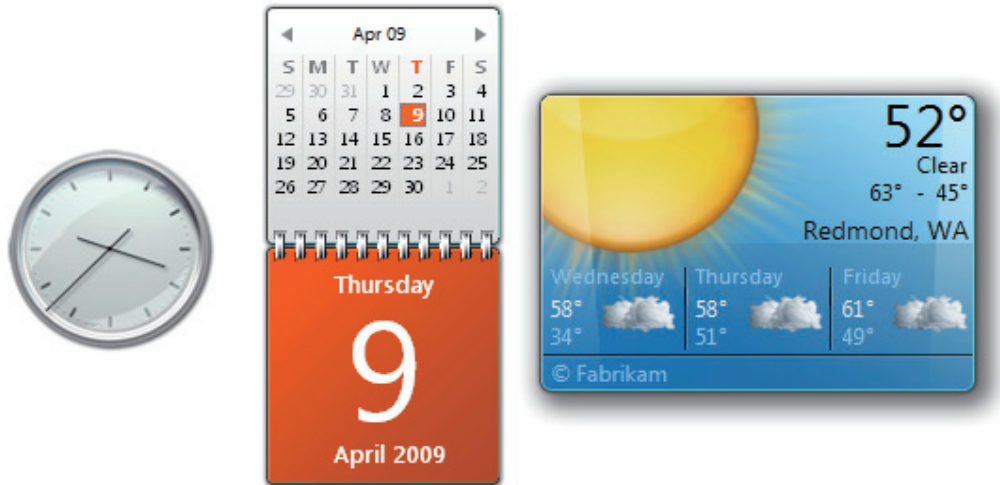 Apr 09
S M T W T F S
29 30 31 1 2 3 4
5 6 7 8 9 10 11
12 13 14 15 16 17 18
19 20 21 22 23 24 25
26 27 28 29 30 1 2
Thursday
9
April 2009
52°
Clear
63° - 45°
Redmond, WA
Wednesday Thursday Friday
58° 58° 61°
34° 51° 49°
© Fabrikam